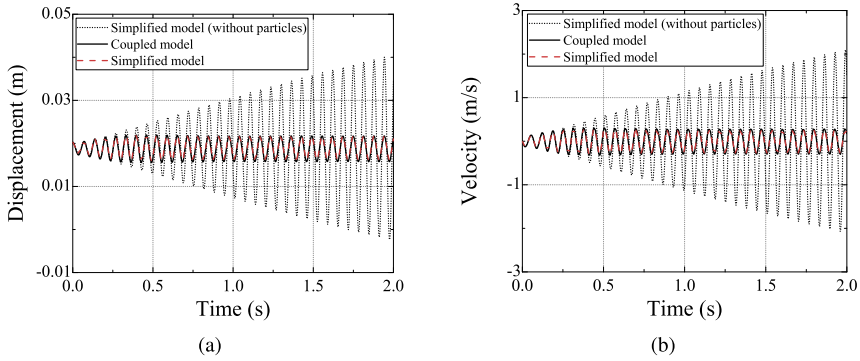 0.05
0.03
0.01
-0.01
Displacement (m)
Simplified model (without particles)
Coupled model
Simplified model
0.0 0.5 1.0 1.5 2.0
Time (s)
(a)
3
1
-1
-3
Velocity (m/s)
Simplified model (without particles)
Coupled model
Simplified model
0.0 0.5 1.0 1.5 2.0
Time (s)
(b)